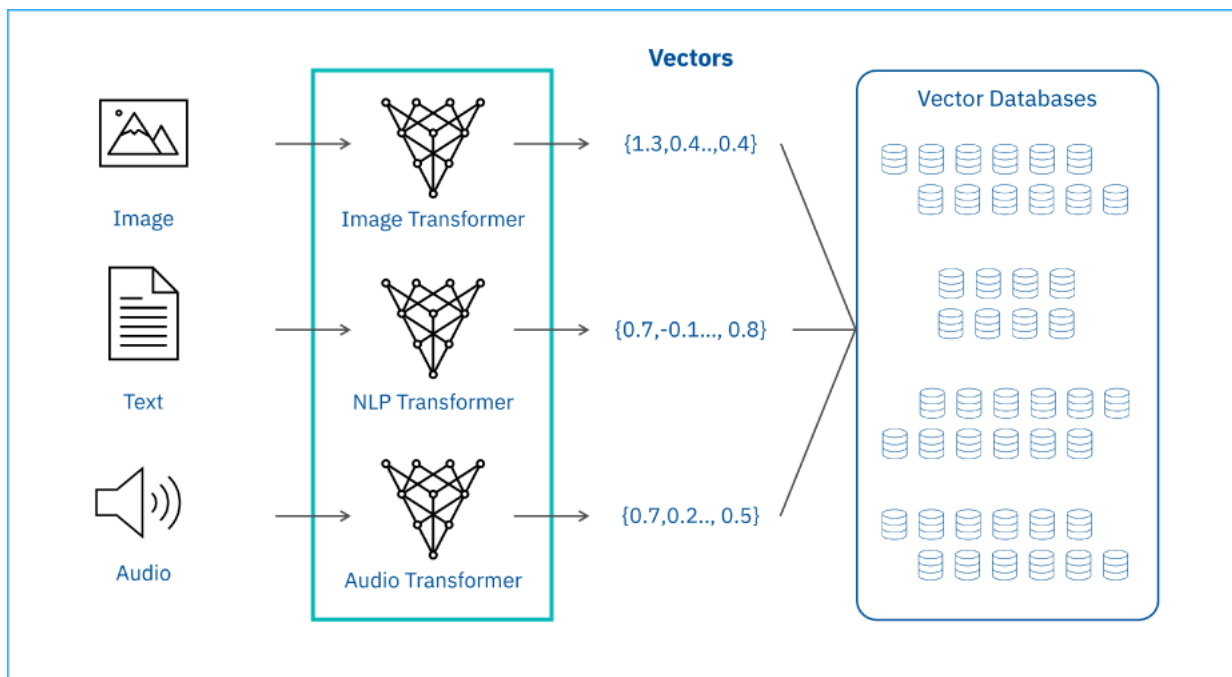 Vectors
Vector Databases
Image
Image Transformer
{1.3,0.4..,0.4}
Text
NLP Transformer
{0.7,-0.1..., 0.8}
Audio
Audio Transformer
{0.7,0.2.., 0.5}